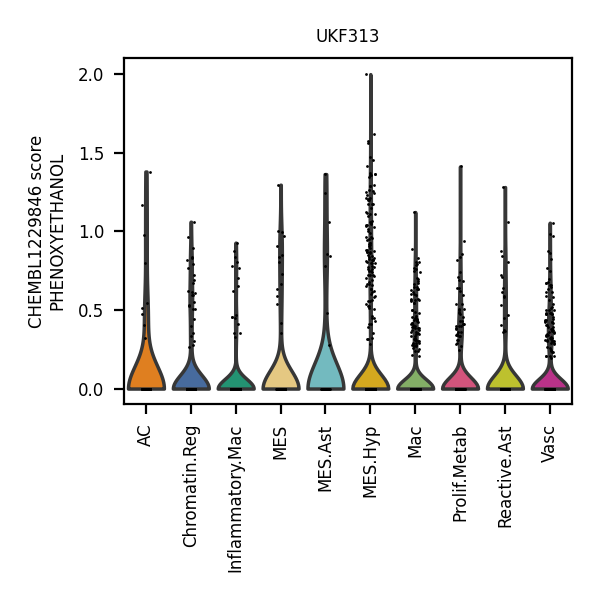 UKF313
CHEMBL1229846 score
PHENOXYETHANOL
2.0
1.5
1.0
0.5
0.0
AC
Chromatin.Reg
Inflammatory.Mac
MES
MES.Ast
MES.Hyp
Mac
Prolif.Metab
Reactive.Ast
Vasc